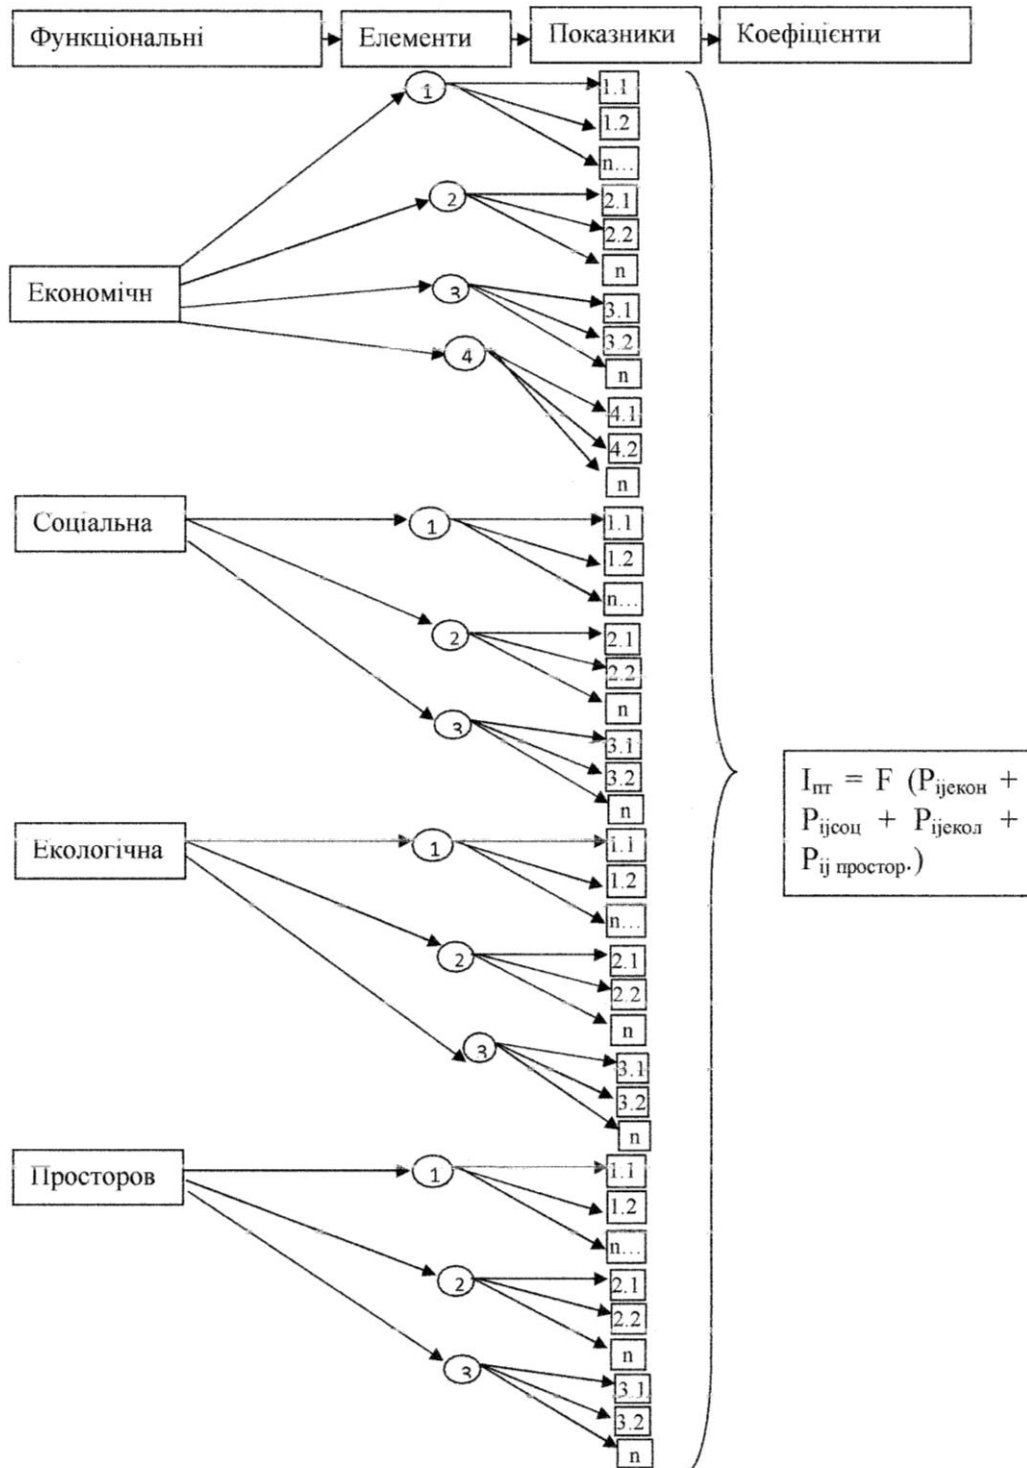 Функціональні
Елементи
Показники
Коефіцієнти
1
1.1
1.2
n...
2
2.1
2.2
n
Економічн
3
3.1
3.2
n
4
4.1
4.2
n
Соціальна
1
1.1
1.2
n...
2
2.1
2.2
n
3
3.1
3.2
n
Iпт = F (Pijекон +
Pijсоц + Pijекол +
Pij простор.)
Екологічна
1
1.1
1.2
n...
2
2.1
2.2
n
3
3.1
3.2
n
Просторов
1
1.1
1.2
n...
2
2.1
2.2
n
3
3.1
3.2
n